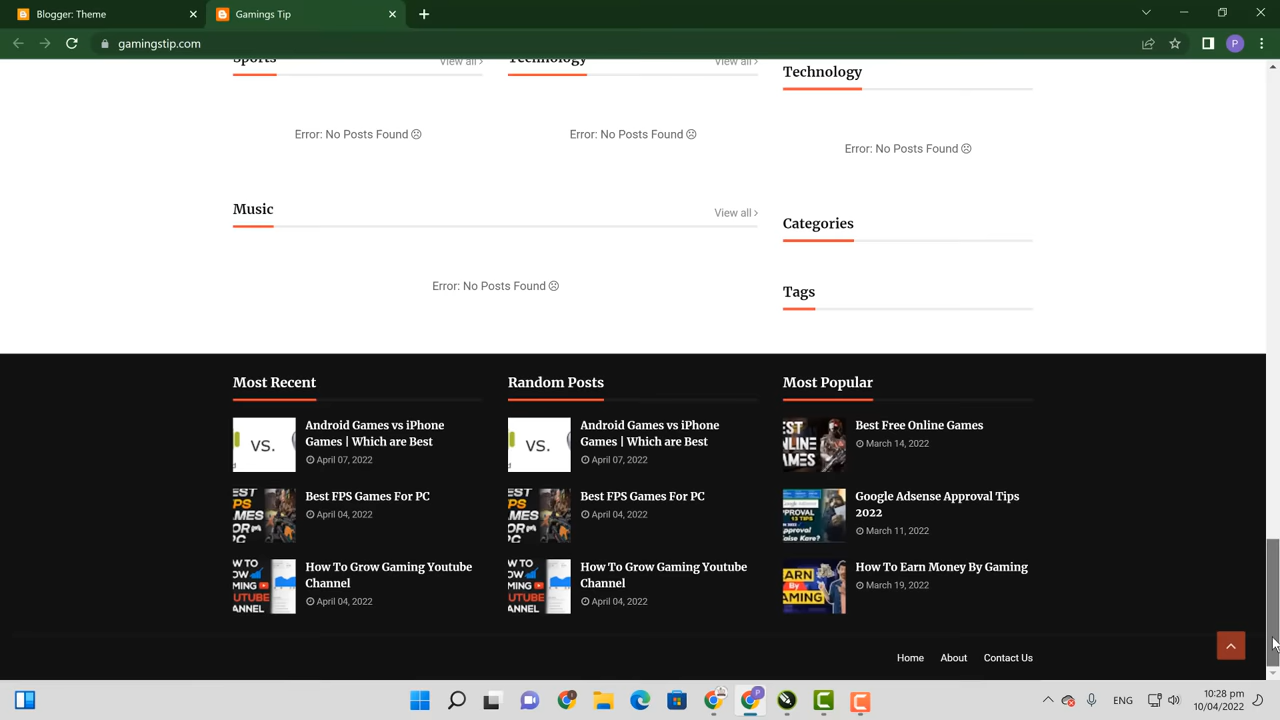 Blogger: Theme
Gamings Tip
gamingstip.com
P
Sports
View all
Technology
View all
Technology
Error: No Posts Found
Error: No Posts Found
Error: No Posts Found
Music
View all
Categories
Error: No Posts Found
Tags
Most Recent
Random Posts
Most Popular
VS.
Android Games vs iPhone
Games | Which are Best
April 07, 2022
VS.
Android Games vs iPhone
Games | Which are Best
April 07, 2022
Best Free Online Games
March 14, 2022
Best FPS Games For PC
April 04, 2022
Best FPS Games For PC
April 04, 2022
Google Adsense Approval Tips
2022
March 11, 2022
How To Grow Gaming Youtube
Channel
April 04, 2022
How To Grow Gaming Youtube
Channel
April 04, 2022
How To Earn Money By Gaming
March 19, 2022
Home
About
Contact Us
ENG
10:28 pm
10/04/2022